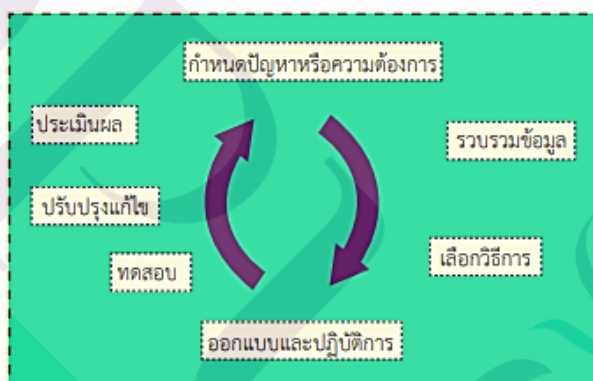 กำหนดปัญหาหรือความต้องการ
ประเมินผล
รวบรวมข้อมูล
ปรับปรุงแก้ไข
เลือกวิธีการ
ทดสอบ
ออกแบบและปฏิบัติการ